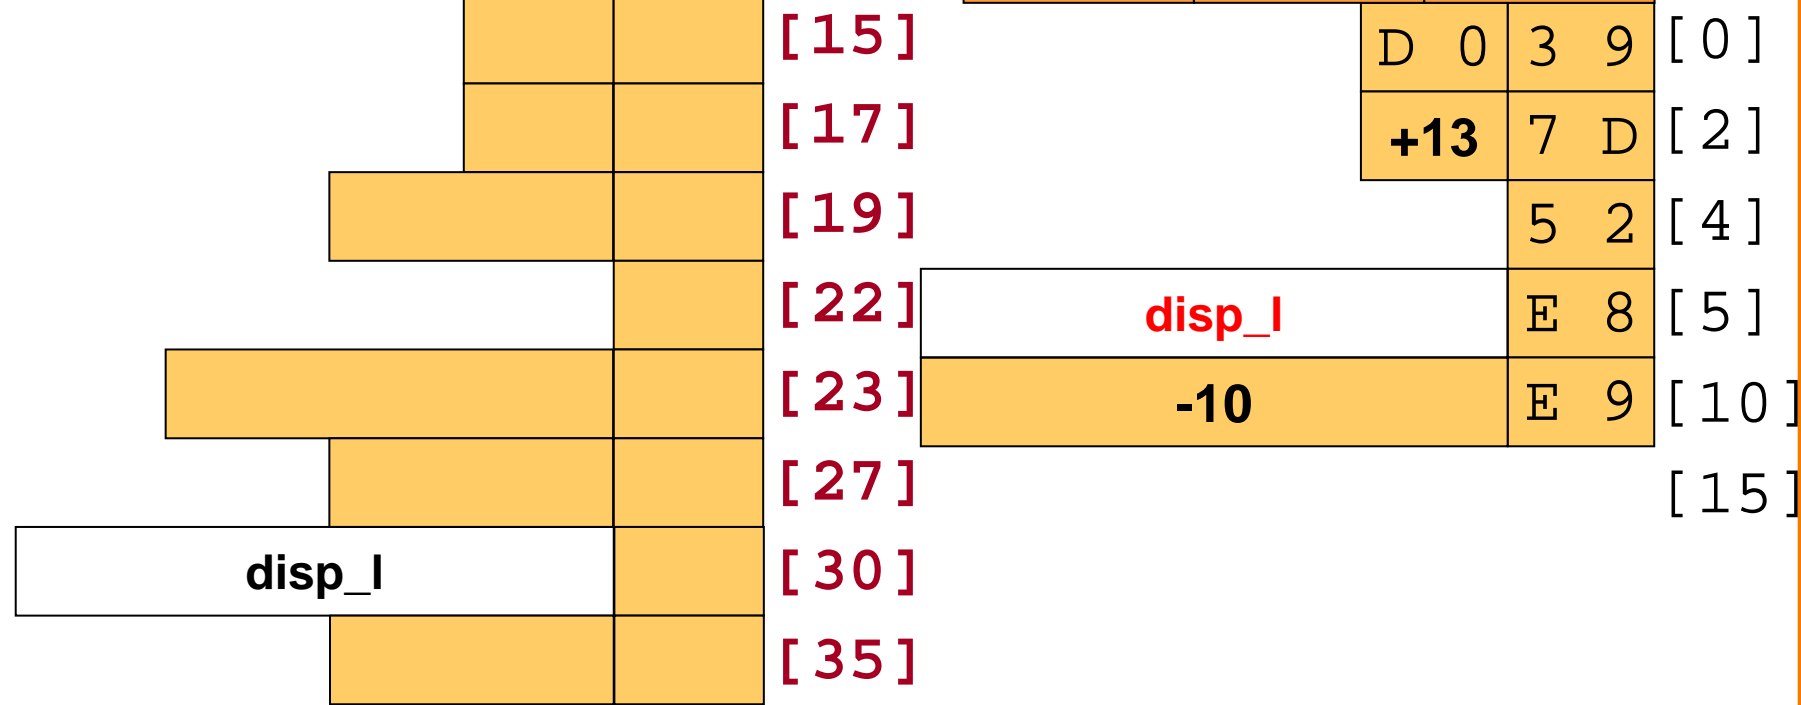 [15]
[17]
[19]
[22]
[23]
[27]
disp_l [30]
[35]
D 0 3 9 [0]
+13 7 D [2]
5 2 [4]
disp_l E 8 [5]
-10 E 9 [10]
[15]